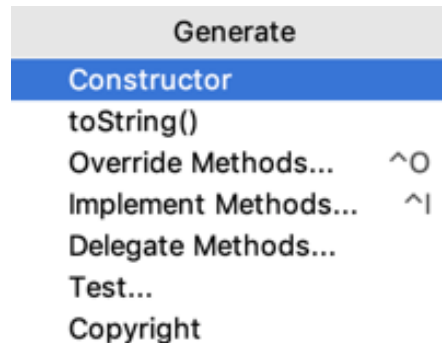 Generate
Constructor
toString()
Override Methods... ^O
Implement Methods... ^I
Delegate Methods...
Test...
Copyright